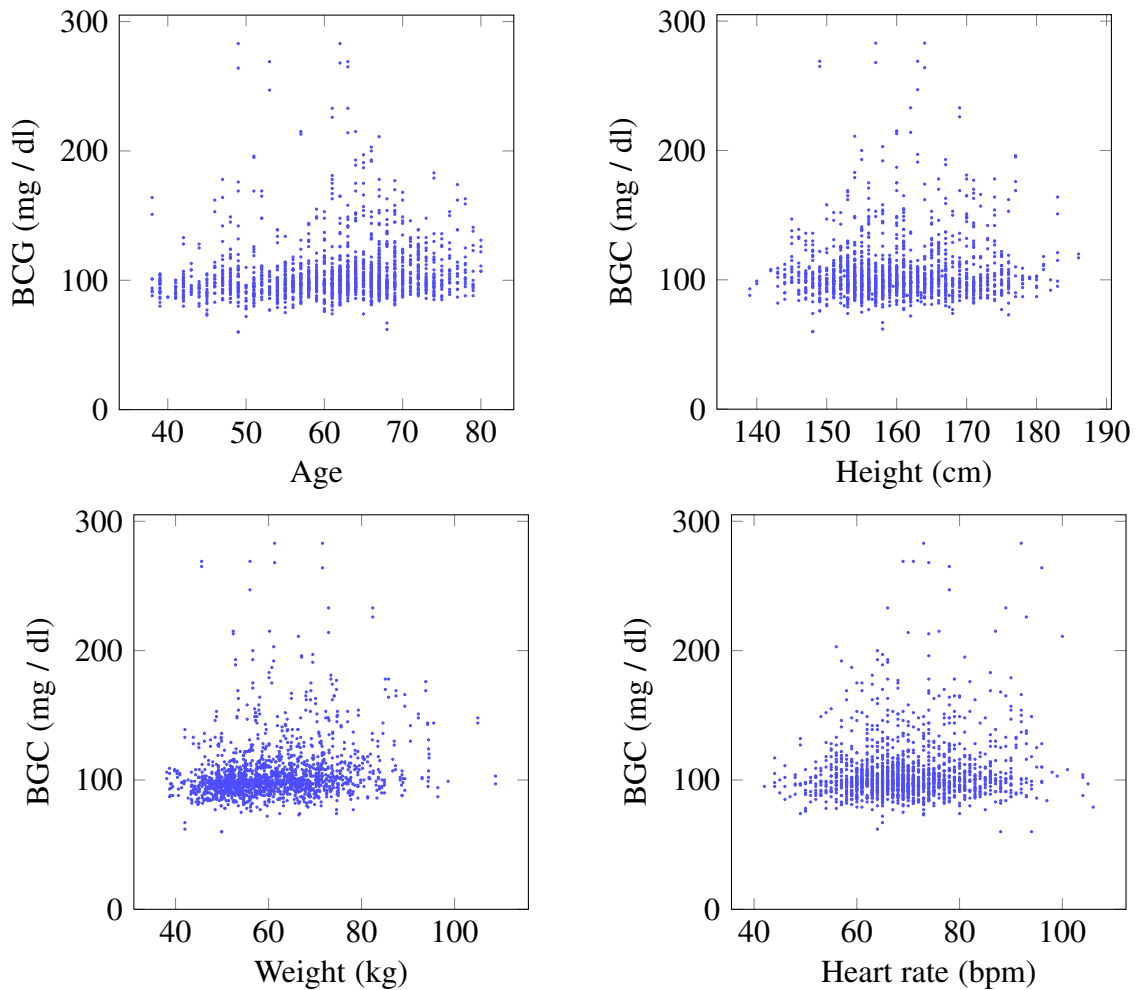 300
200
100
0
BCG (mg / dl)
40 50 60 70 80
Age
300
200
100
0
BGC (mg / dl)
140 150 160 170 180 190
Height (cm)
300
200
100
0
BGC (mg / dl)
40 60 80 100
Weight (kg)
300
200
100
0
BGC (mg / dl)
40 60 80 100
Heart rate (bpm)